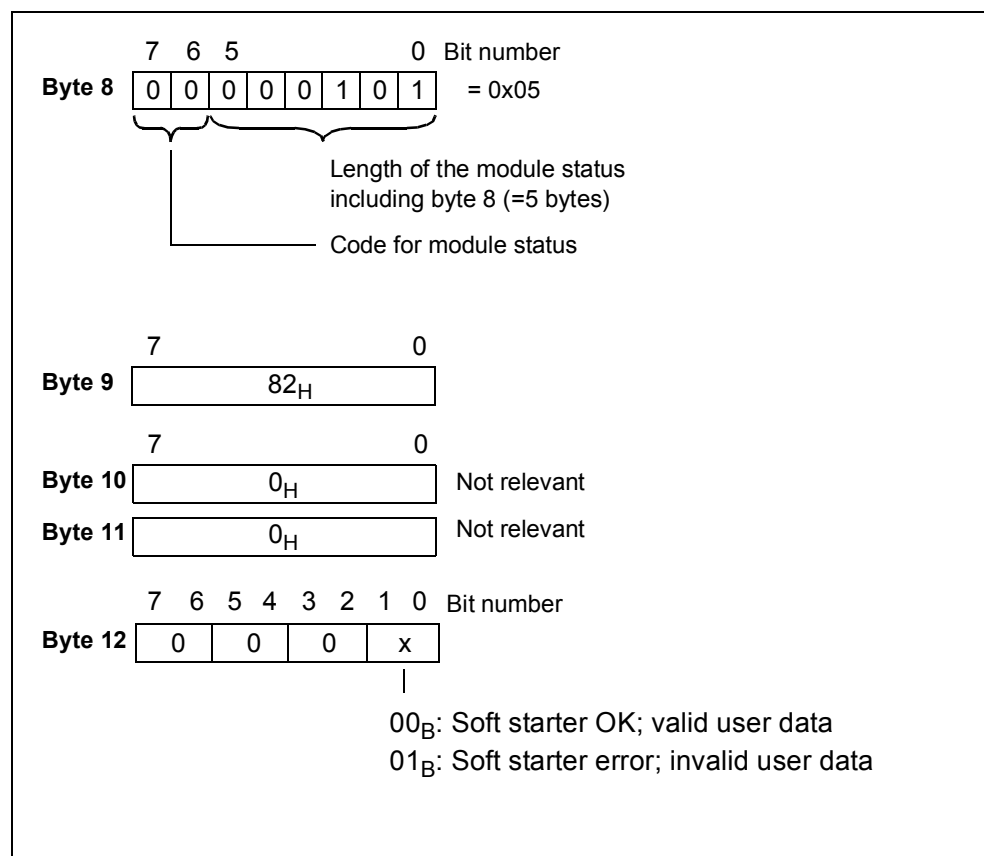 7 6 5 0 Bit number
Byte 8 0 0 0 0 0 1 0 1 = 0x05
Length of the module status
including byte 8 (=5 bytes)
Code for module status
7 0
Byte 9 82H
7 0
Byte 10 0H Not relevant
Byte 11 0H Not relevant
7 6 5 4 3 2 1 0 Bit number
Byte 12 0 0 0 x
00B: Soft starter OK; valid user data
01B: Soft starter error; invalid user data